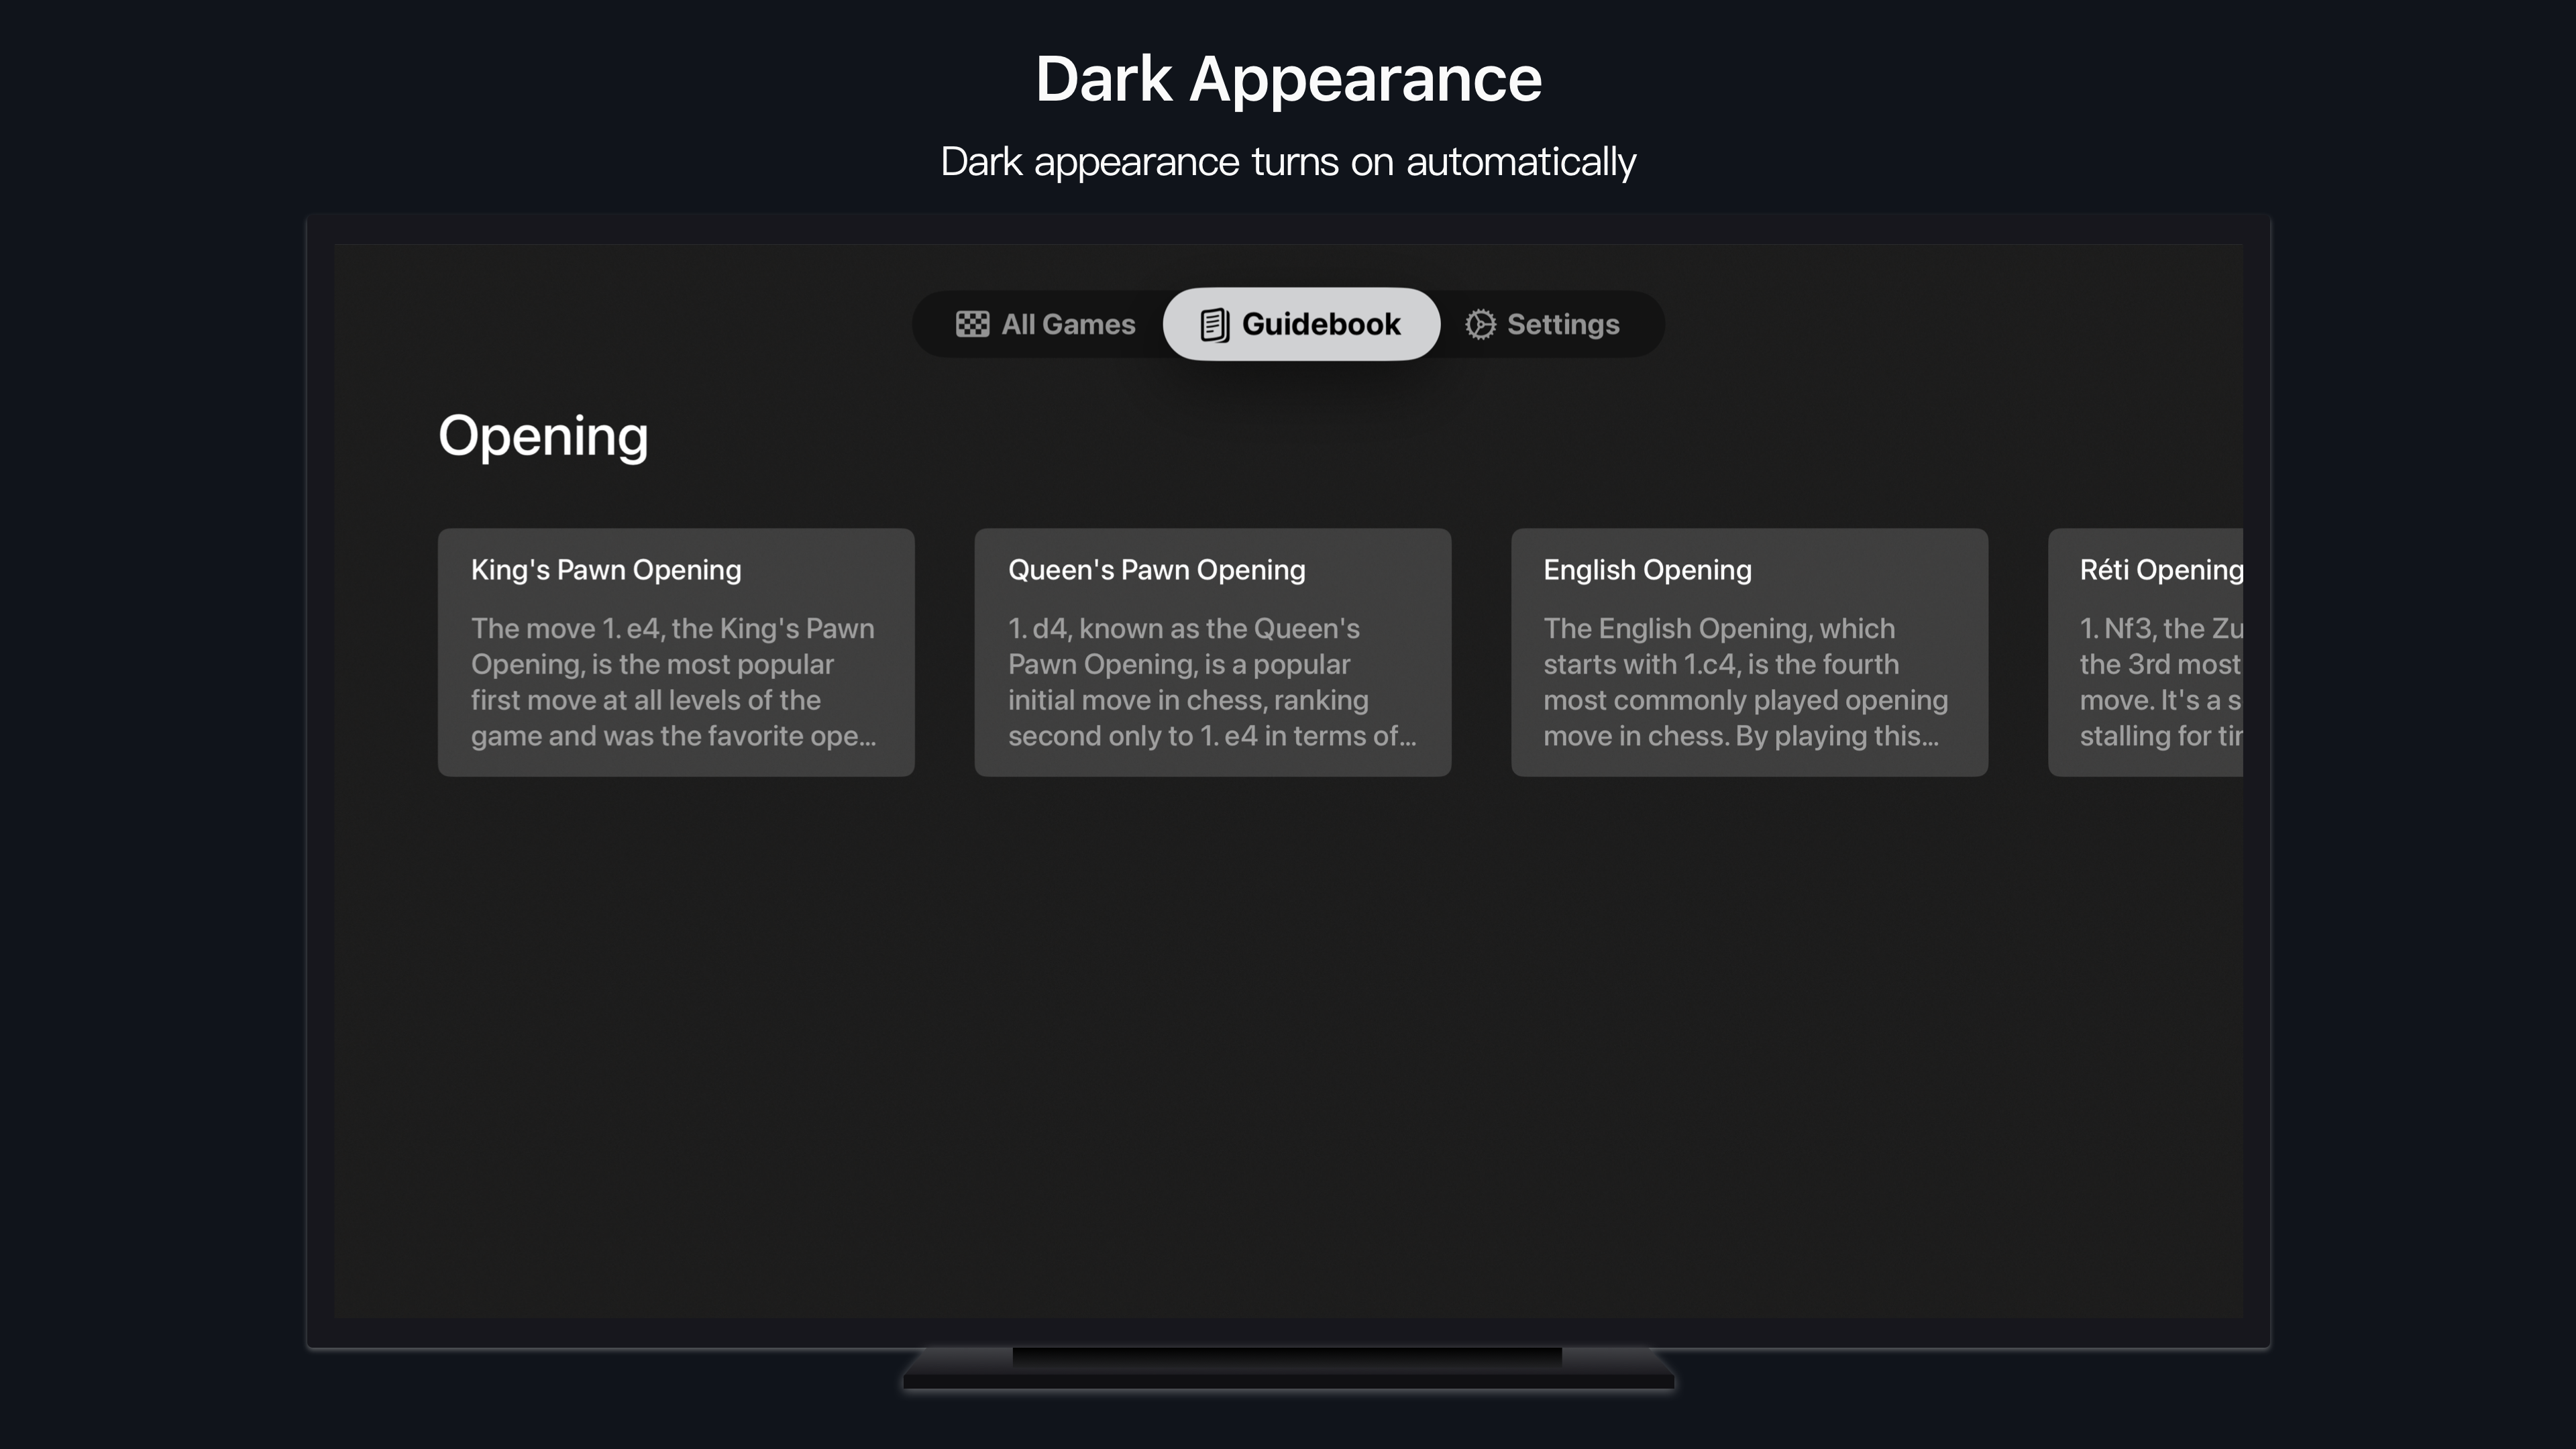 Dark Appearance
Dark appearance turns on automatically
All Games
Guidebook
Settings
Opening
King's Pawn Opening
The move 1. e4, the King's Pawn
Opening, is the most popular
first move at all levels of the
game and was the favorite ope...
Queen's Pawn Opening
1. d4, known as the Queen's
Pawn Opening, is a popular
initial move in chess, ranking
second only to 1. e4 in terms of...
English Opening
The English Opening, which
starts with 1.c4, is the fourth
most commonly played opening
move in chess. By playing this...
Réti Opening
1. Nf3, the Zu
the 3rd most
move. It's a s
stalling for